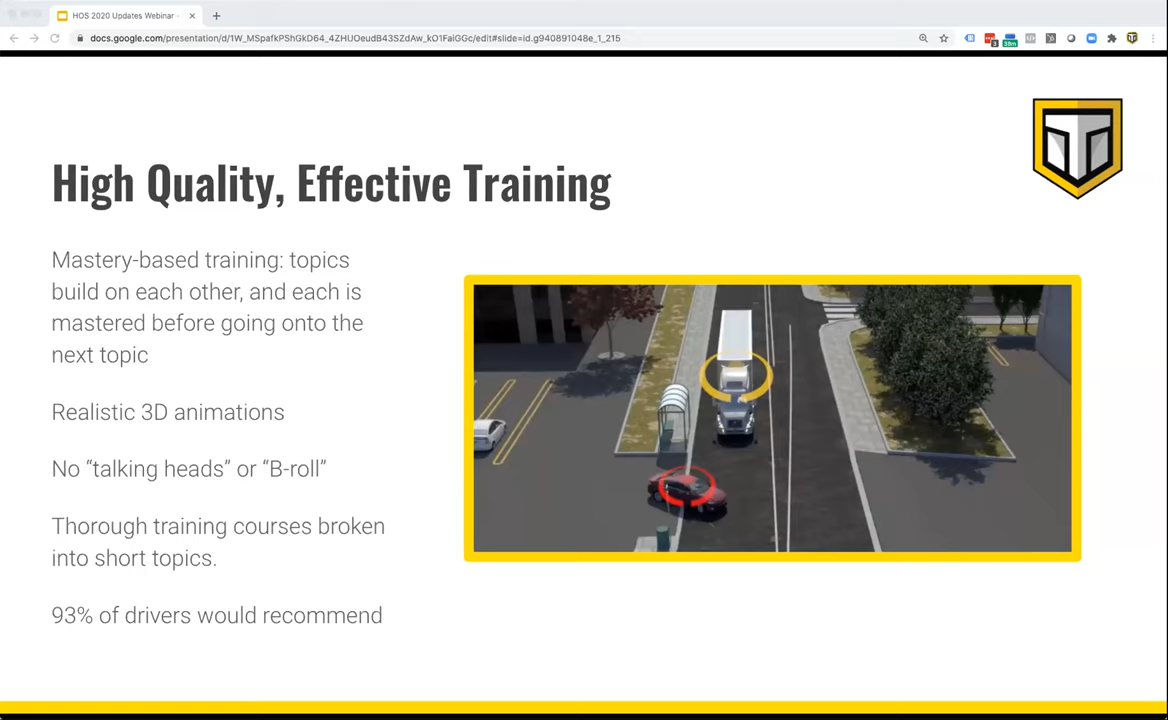 HOS 2020 Updates Webinar -
docs.google.com/presentation/d/1W_MSpafkPShGkD64_4ZHUOeudB43SZdAw_kO1FaiGGc/edit#slide=id.g940891048e_1_215
High Quality, Effective Training
Mastery-based training: topics
build on each other, and each is
mastered before going onto the
next topic
Realistic 3D animations
No “talking heads” or “B-roll”
Thorough training courses broken
into short topics.
93% of drivers would recommend